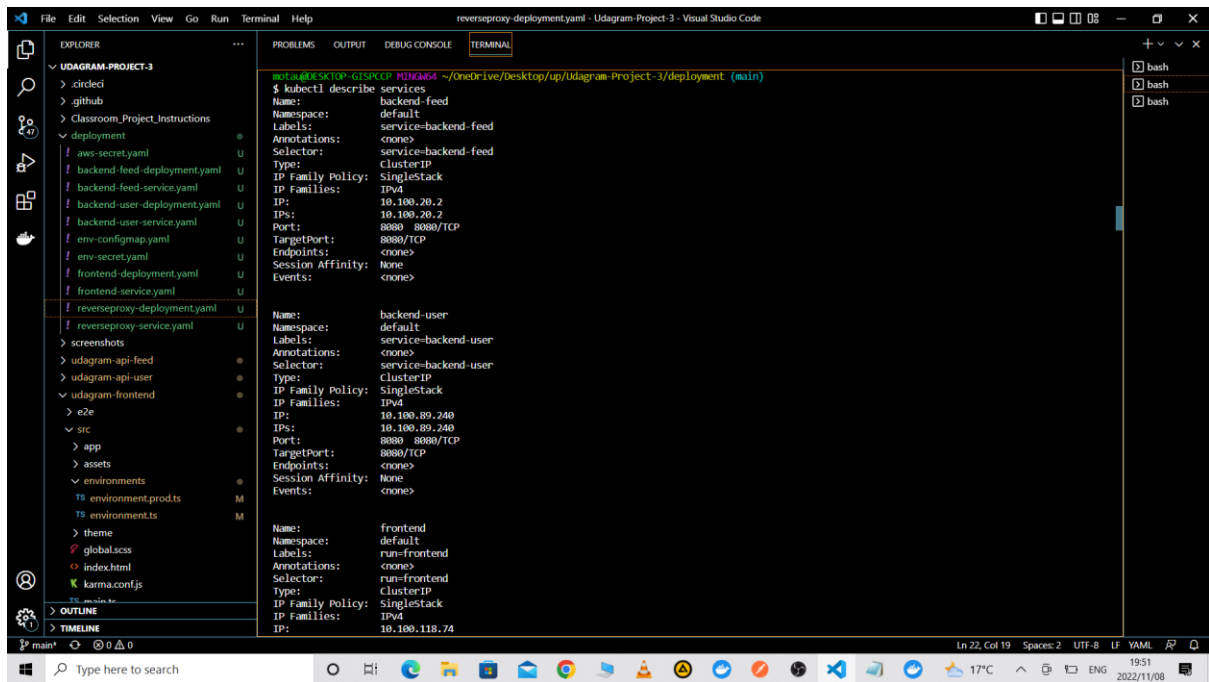 File Edit Selection View Go Run Terminal Help
reverseproxy-deployment.yaml - Udagram-Project-3 - Visual Studio Code
EXPLORER
UDAGRAM-PROJECT-3
.circleci
.github
Classroom_Project_Instructions
deployment
! aws-secret.yaml U
! backend-feed-deployment.yaml U
! backend-feed-service.yaml U
! backend-user-deployment.yaml U
! backend-user-service.yaml U
! env-configmap.yaml U
! env-secret.yaml U
! frontend-deployment.yaml U
! frontend-service.yaml U
! reverseproxy-deployment.yaml U
! reverseproxy-service.yaml U
screenshots
udagram-api-feed
udagram-api-user
udagram-frontend
e2e
src
app
assets
environments
TS environment.prod.ts M
TS environment.ts M
theme
global.scss
index.html
karma.conf.js
TS main.ts
OUTLINE
TIMELINE
47
1
PROBLEMS OUTPUT DEBUG CONSOLE TERMINAL
motau@DESKTOP-GISPCCP MINGW64 ~/OneDrive/Desktop/up/Udagram-Project-3/deployment (main)
$ kubectl describe services
Name: backend-feed
Namespace: default
Labels: service=backend-feed
Annotations: <none>
Selector: service=backend-feed
Type: ClusterIP
IP Family Policy: SingleStack
IP Families: IPv4
IP: 10.100.20.2
IPs: 10.100.20.2
Port: 8080 8080/TCP
TargetPort: 8080/TCP
Endpoints: <none>
Session Affinity: None
Events: <none>
Name: backend-user
Namespace: default
Labels: service=backend-user
Annotations: <none>
Selector: service=backend-user
Type: ClusterIP
IP Family Policy: SingleStack
IP Families: IPv4
IP: 10.100.89.240
IPs: 10.100.89.240
Port: 8080 8080/TCP
TargetPort: 8080/TCP
Endpoints: <none>
Session Affinity: None
Events: <none>
Name: frontend
Namespace: default
Labels: run=frontend
Annotations: <none>
Selector: run=frontend
Type: ClusterIP
IP Family Policy: SingleStack
IP Families: IPv4
IP: 10.100.118.74
bash
bash
bash
main* 0 0
Ln 22, Col 19 Spaces: 2 UTF-8 LF YAML
Type here to search
17°C
ENG
19:51
2022/11/08